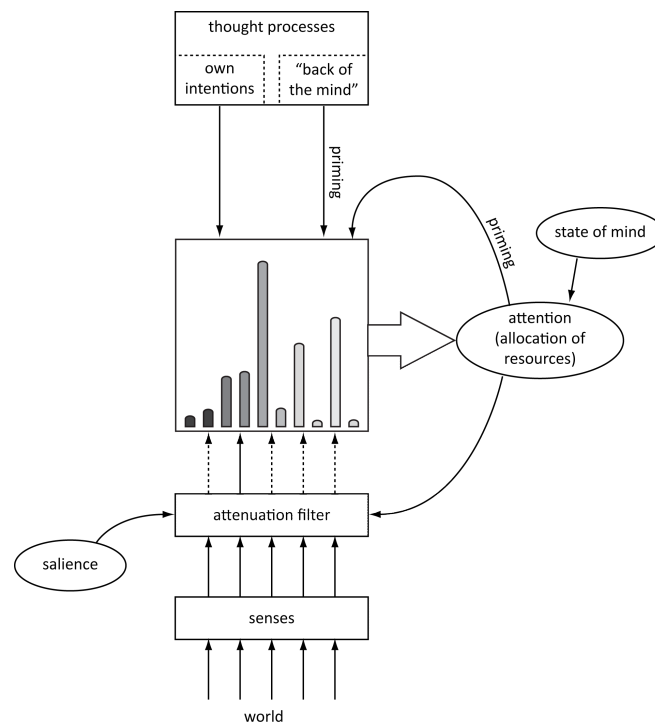 thought processes
own
intentions
“back of
the mind”
priming
priming
state of mind
attention
(allocation of
resources)
attenuation filter
salience
senses
world